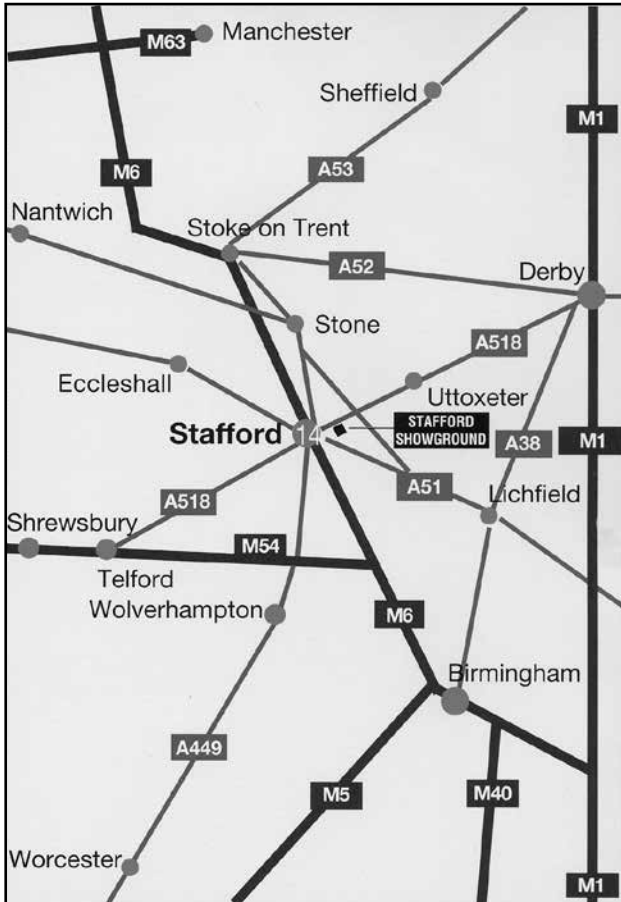 Manchester
M63
Sheffield
M1
M6
A53
Nantwich
Stoke on Trent
A52
Derby
Stone
A518
Eccleshall
Uttoxeter
Stafford
14
STAFFORD
SHOWGROUND
M1
A38
A518
A51
Lichfield
Shrewsbury
M54
Telford
Wolverhampton
M6
Birmingham
A449
M5
M40
Worcester
M1